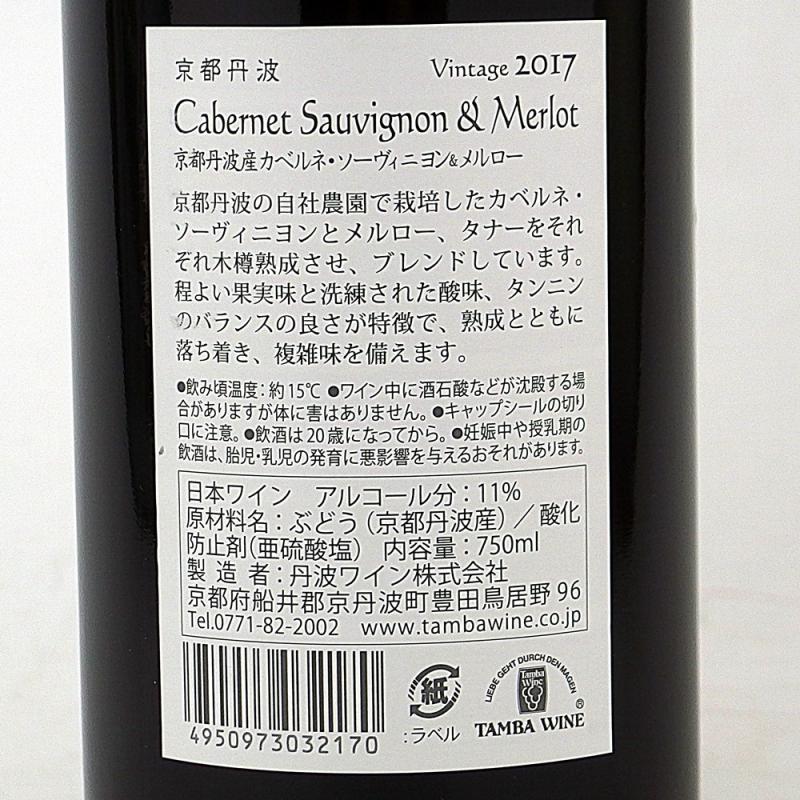 京都丹波 Vintage 2017
Cabernet Sauvignon & Merlot
京都丹波産カベルネ・ソーヴィニヨン&メルロー
京都丹波の自社農園で栽培したカベルネ・
ソーヴィニヨンとメルロー、タナーをそれ
ぞれ木樽熟成させ、ブレンドしています。
程よい果実味と洗練された酸味、タンニン
のバランスの良さが特徴で、熟成とともに
落ち着き、複雑味を備えます。
●飲み頃温度：約15℃ ●ワイン中に酒石酸などが沈殿する場
合がありますが体に害はありません。●キャップシールの切り
口に注意。●飲酒は20歳になってから。●妊娠中や授乳期の
飲酒は、胎児・乳児の発育に悪影響を与えるおそれがあります。
日本ワイン アルコール分：11%
原材料名：ぶどう（京都丹波産）／酸化
防止剤(亜硫酸塩) 内容量：750ml
製造者：丹波ワイン株式会社
京都府船井郡京丹波町豊田鳥居野96
Tel.0771-82-2002 www.tambawine.co.jp
4950973032170
紙
：ラベル
LIEBE GEHT DURCH DEN MAGEN
Tamba
Wine
®
TAMBA WINE